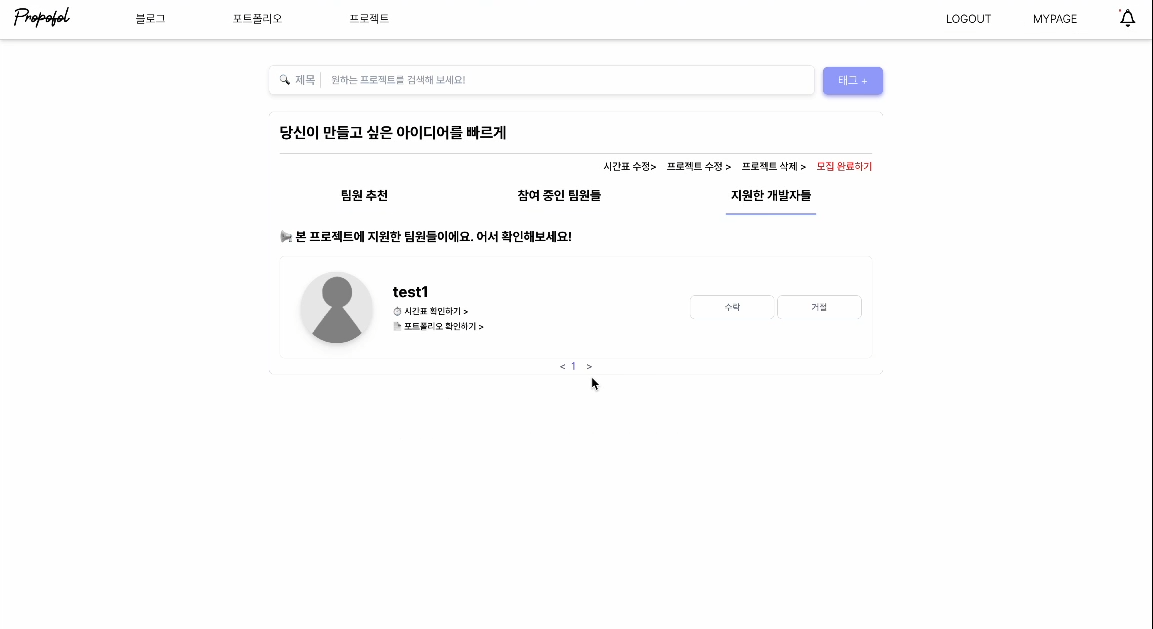 Propofol 블로그 포트폴리오 프로젝트 LOGOUT MYPAGE
제목 원하는 프로젝트를 검색해 보세요! 태그 +
당신이 만들고 싶은 아이디어를 빠르게
시간표 수정> 프로젝트 수정 > 프로젝트 삭제 > 모집 완료하기
팀원 추천 참여 중인 팀원들 지원한 개발자들
본 프로젝트에 지원한 팀원들이에요. 어서 확인해보세요!
test1
시간표 확인하기 >
수락 거절
포트폴리오 확인하기 >
< 1 >